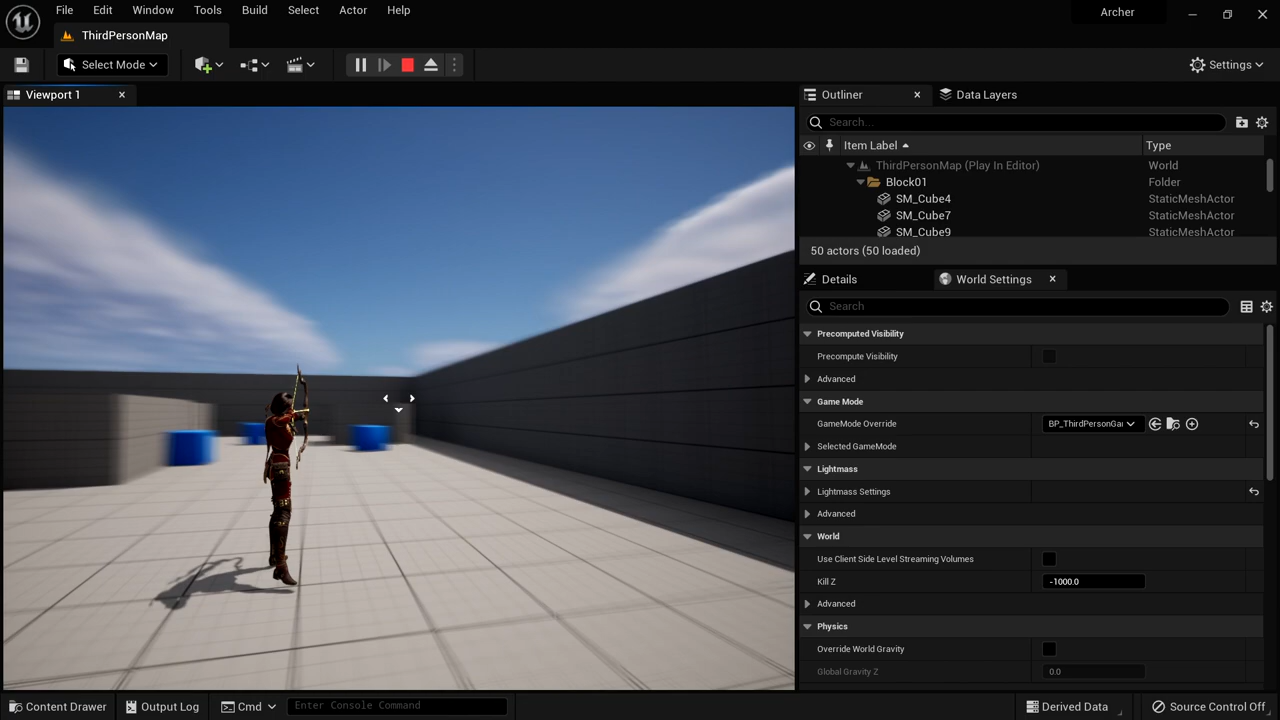 File Edit Window Tools Build Select Actor Help
Archer
ThirdPersonMap
Select Mode
Settings
Viewport 1
Outliner
Data Layers
Search...
Item Label
Type
ThirdPersonMap (Play In Editor)
World
Block01
Folder
SM_Cube4
StaticMeshActor
SM_Cube7
StaticMeshActor
SM_Cube9
StaticMeshActor
50 actors (50 loaded)
Details
World Settings
Search
Precomputed Visibility
Precompute Visibility
Advanced
Game Mode
GameMode Override
BP_ThirdPersonGa
Selected GameMode
Lightmass
Lightmass Settings
Advanced
World
Use Client Side Level Streaming Volumes
Kill Z
-1000.0
Advanced
Physics
Override World Gravity
Global Gravity Z
0.0
Content Drawer
Output Log
Cmd
Enter Console Command
Derived Data
Source Control Off